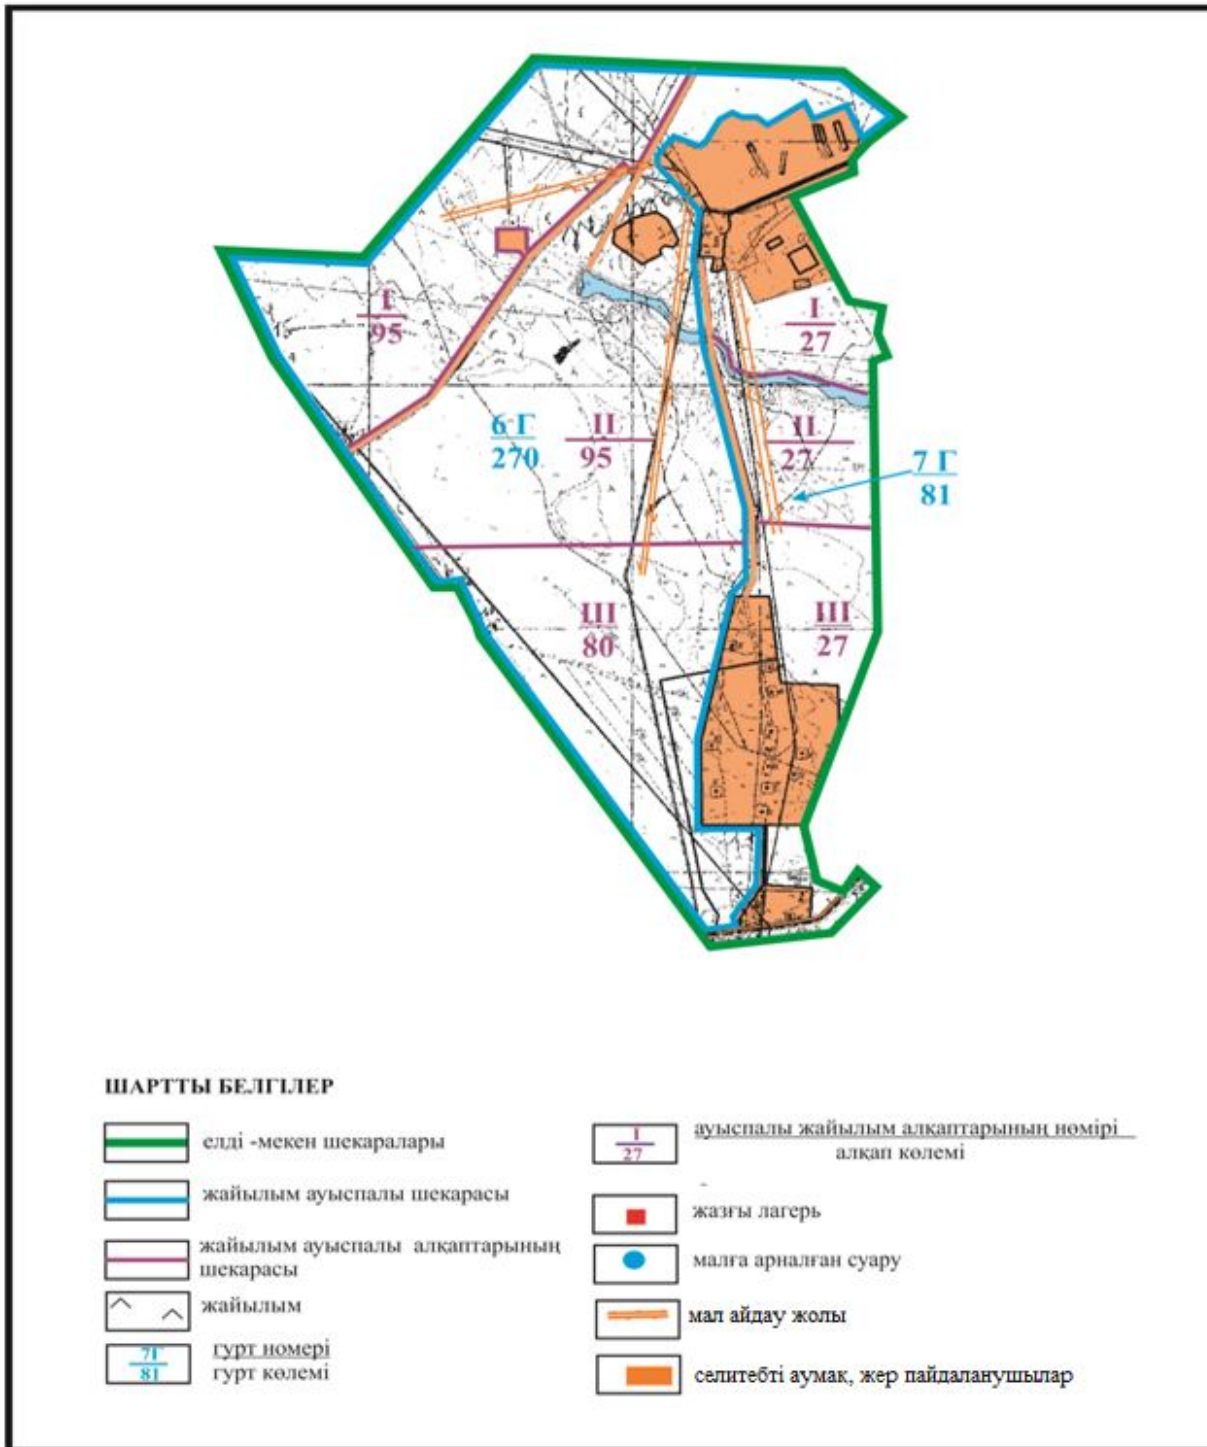 I
95
I
27
6 Г
270
II
95
II
27
7 Г
81
III
80
III
27
ШАРТТЫ БЕЛГІЛЕР
елді -мекен шекаралары
жайылым ауыспалы шекарасы
жайылым ауыспалы алқаптарының
шекарасы
жайылым
7Г
81
гурт номері
гурт көлемі
I
27
ауыспалы жайылым алқаптарының нөмірі
алқап көлемі
жазғы лагерь
малға арналған суару
мал айдау жолы
селитебті аумақ, жер пайдаланушылар